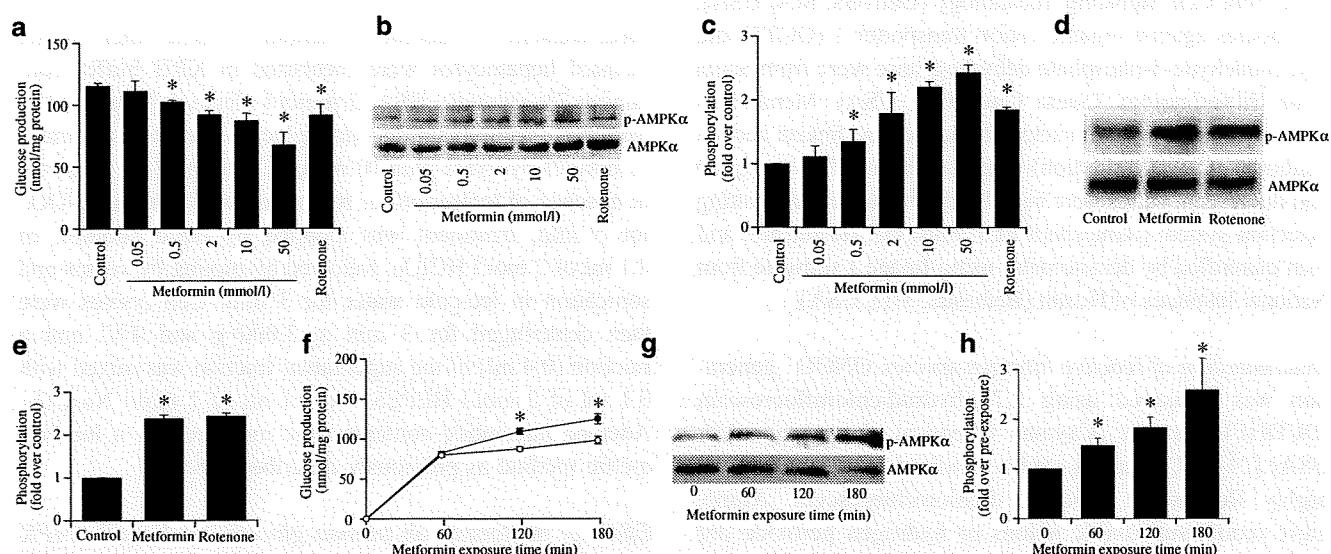 a
Glucose production
(nmol/mg protein)
150
100
50
0
Control
0.05
0.5
2
10
50
Rotenone
Metformin (mmol/l)
*
*
*
*
*
b
p-AMPKα
AMPKα
Control
0.05
0.5
2
10
50
Rotenone
Metformin (mmol/l)
c
Phosphorylation
(fold over control)
3
2
1
0
Control
0.05
0.5
2
10
50
Rotenone
Metformin (mmol/l)
*
*
*
*
*
d
p-AMPKα
AMPKα
Control Metformin Rotenone
e
Phosphorylation
(fold over control)
3
2
1
0
Control Metformin Rotenone
*
*
f
Glucose production
(nmol/mg protein)
200
150
100
50
0
0 60 120 180
Metformin exposure time (min)
*
*
g
p-AMPKα
AMPKα
0 60 120 180
Metformin exposure time (min)
h
Phosphorylation
(fold over pre-exposure)
3
2
1
0
0 60 120 180
Metformin exposure time (min)
*
*
*